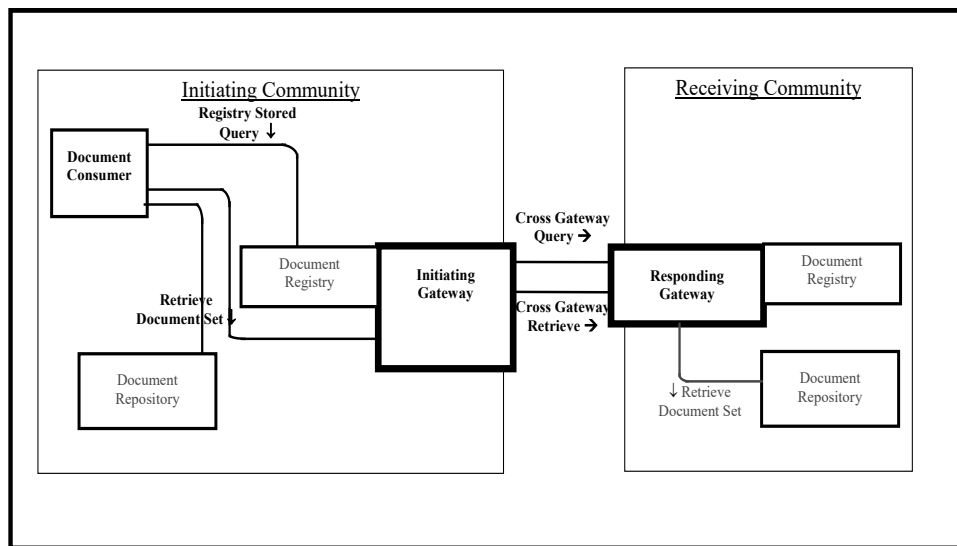 Initiating Community
Registry Stored
Query ↓
Document
Consumer
Document
Registry
Initiating
Gateway
Retrieve
Document Set ↓
Document
Repository
Cross Gateway
Query →
Cross Gateway
Retrieve →
Receiving Community
Responding
Gateway
Document
Registry
↓ Retrieve
Document Set
Document
Repository